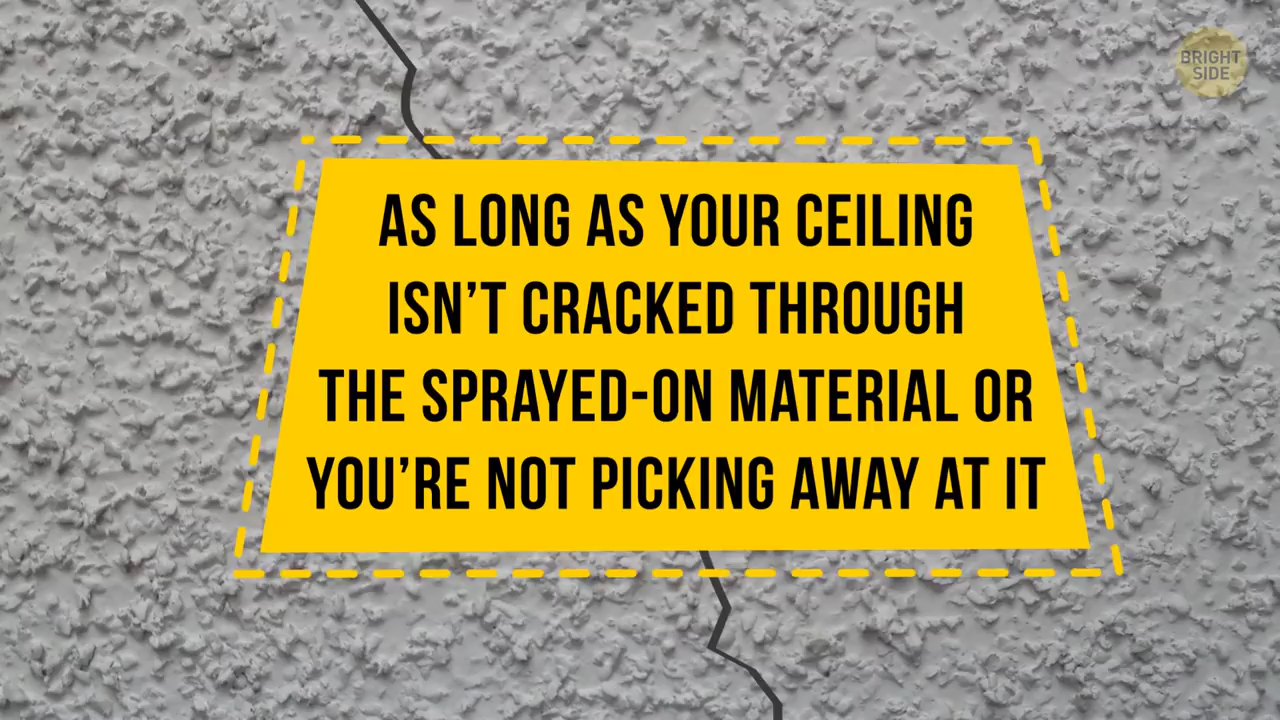 BRIGHT
SIDE
AS LONG AS YOUR CEILING
ISN'T CRACKED THROUGH
THE SPRAYED-ON MATERIAL OR
YOU'RE NOT PICKING AWAY AT IT